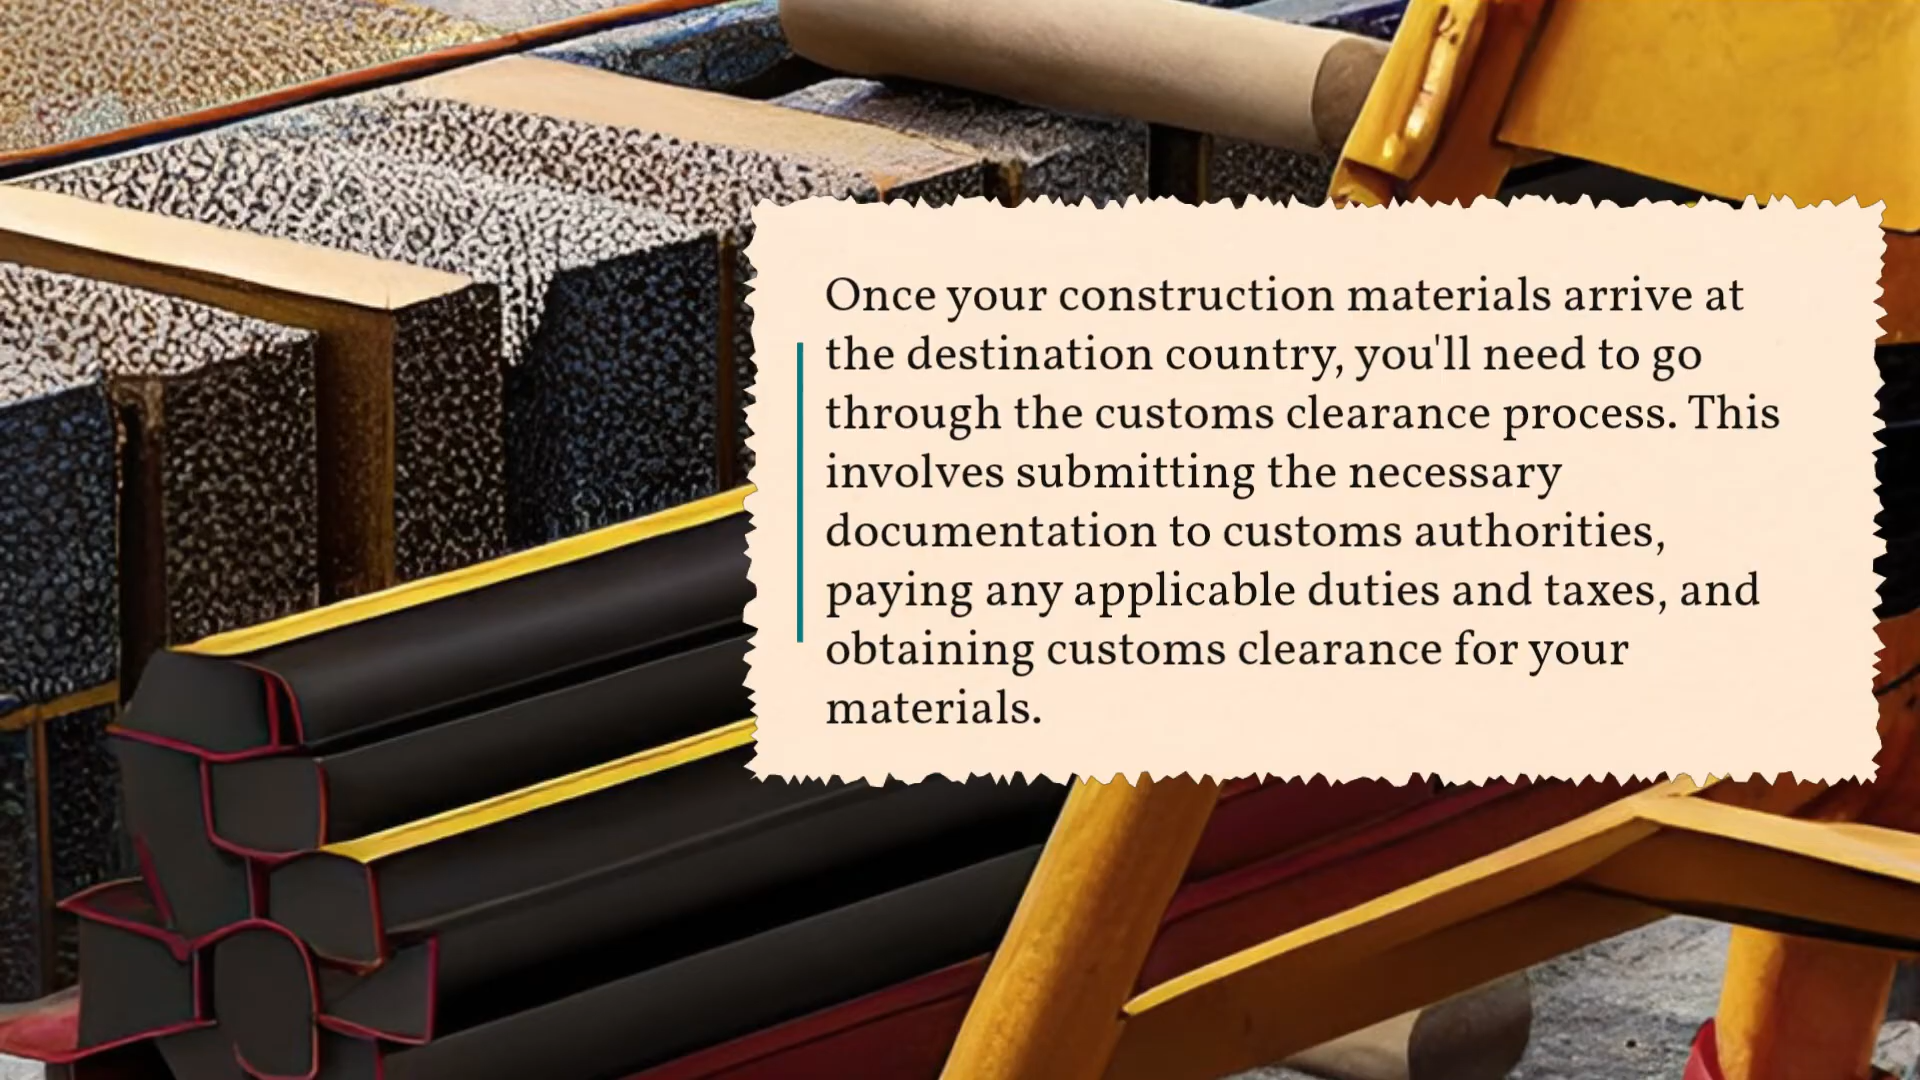 Once your construction materials arrive at
the destination country, you'll need to go
through the customs clearance process. This
involves submitting the necessary
documentation to customs authorities,
paying any applicable duties and taxes, and
obtaining customs clearance for your
materials.